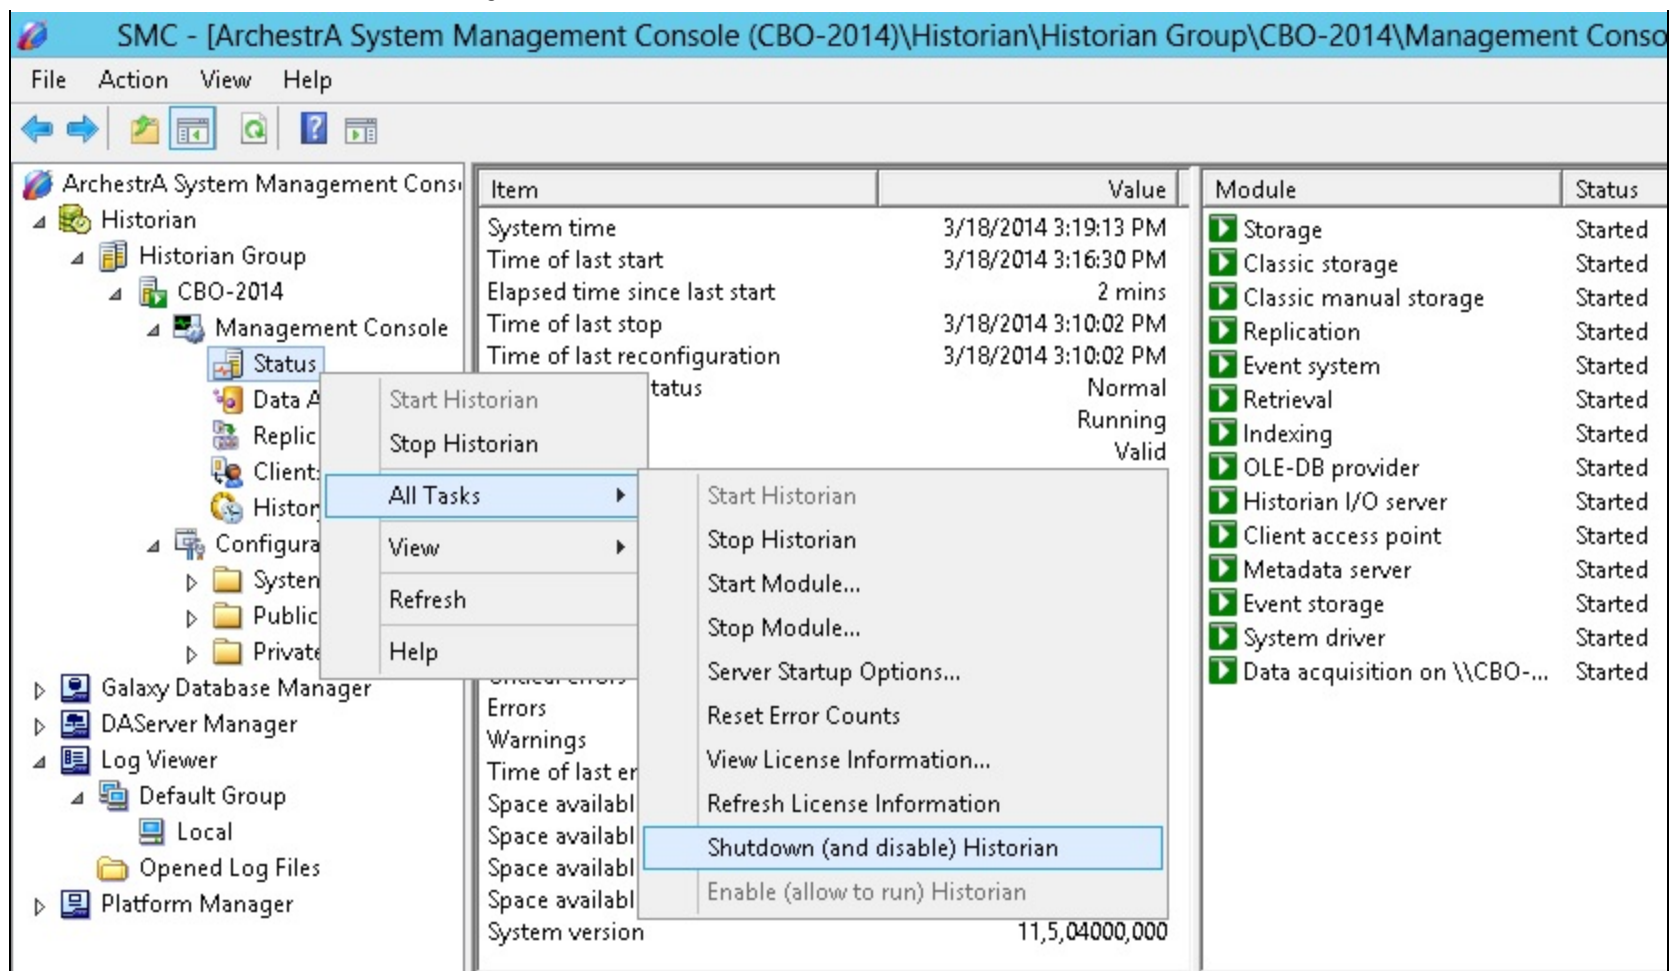 SMC - [ArchestrA System Management Console (CBO-2014)\Historian\Historian Group\CBO-2014\Management Conso
File Action View Help
ArchestrA System Management Cons
Historian
Historian Group
CBO-2014
Management Console
Status
Data A
Replic
Client
Histor
Configura
System
Public
Private
Galaxy Database Manager
DAServer Manager
Log Viewer
Default Group
Local
Opened Log Files
Platform Manager
Item Value
System time 3/18/2014 3:19:13 PM
Time of last start 3/18/2014 3:16:30 PM
Elapsed time since last start 2 mins
Time of last stop 3/18/2014 3:10:02 PM
Time of last reconfiguration 3/18/2014 3:10:02 PM
tatus Normal
Running
Valid
Errors
Warnings
Time of last er
Space availabl
Space availabl
Space availabl
Space availabl
System version 11,5,04000,000
Start Historian
Stop Historian
All Tasks
View
Refresh
Help
Start Historian
Stop Historian
Start Module...
Stop Module...
Server Startup Options...
Reset Error Counts
View License Information...
Refresh License Information
Shutdown (and disable) Historian
Enable (allow to run) Historian
Module Status
Storage Started
Classic storage Started
Classic manual storage Started
Replication Started
Event system Started
Retrieval Started
Indexing Started
OLE-DB provider Started
Historian I/O server Started
Client access point Started
Metadata server Started
Event storage Started
System driver Started
Data acquisition on \\CBO-... Started